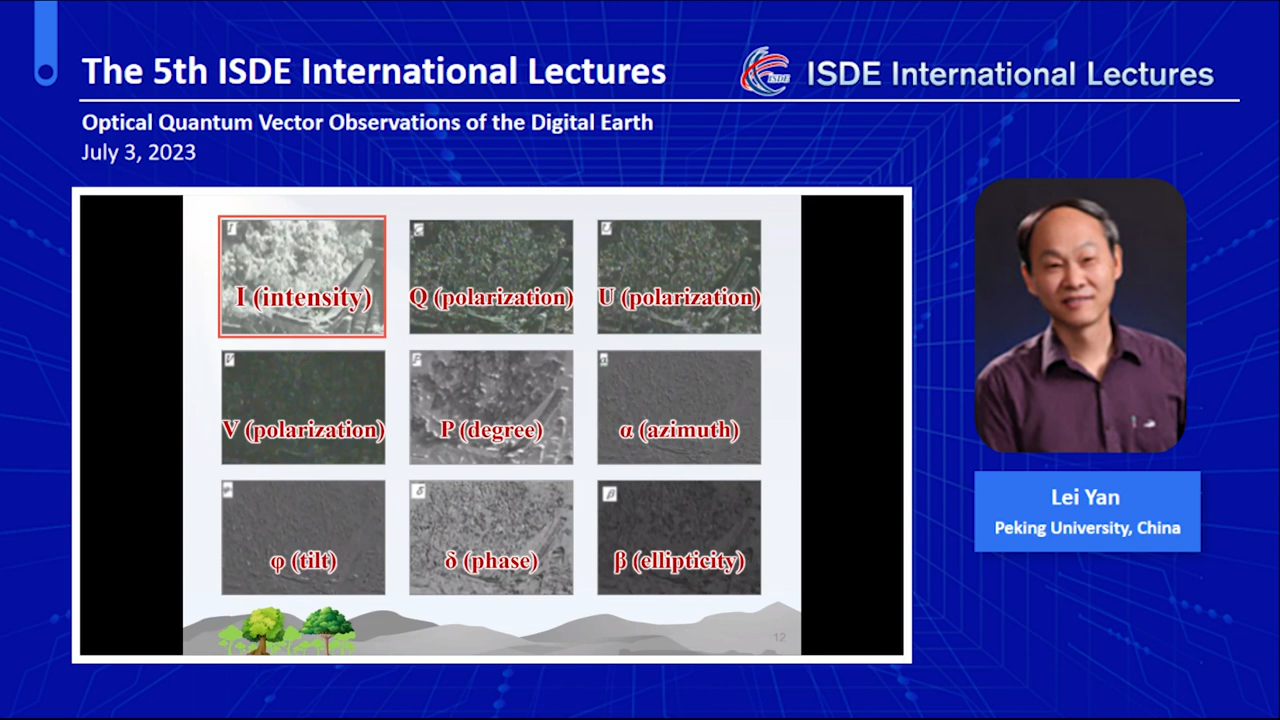 The 5th ISDE International Lectures
ISDE
ISDE International Lectures
Optical Quantum Vector Observations of the Digital Earth
July 3, 2023
I
I (intensity)
Q (polarization)
U
U (polarization)
V
V (polarization)
P
P (degree)
α
α (azimuth)
φ (tilt)
δ
δ (phase)
β
β (ellipticity)
12
Lei Yan
Peking University, China